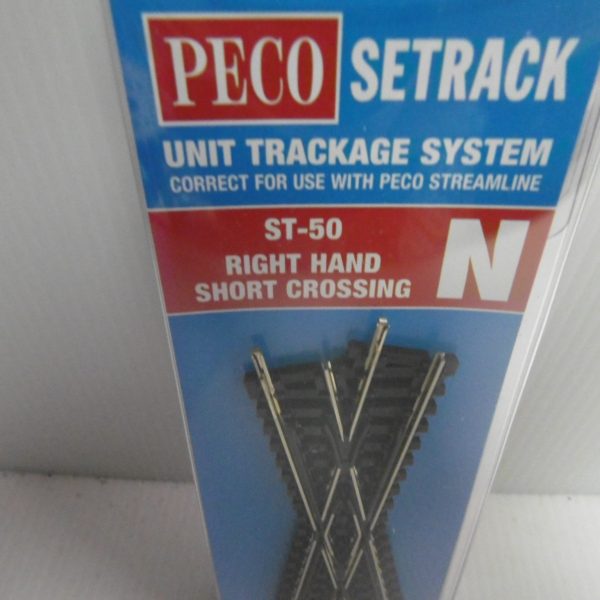 PECO SETRACK
UNIT TRACKAGE SYSTEM
CORRECT FOR USE WITH PECO STREAMLINE
ST-50
RIGHT HAND
SHORT CROSSING
N